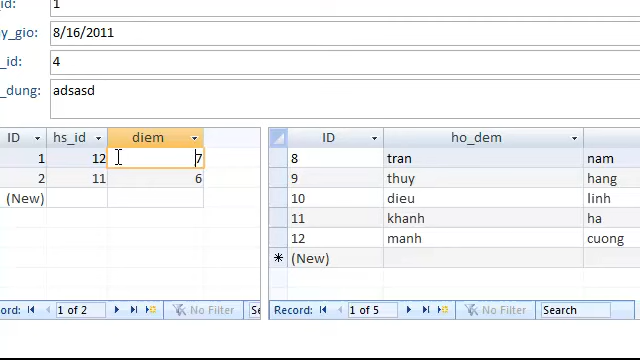 id: 1
y_gio: 8/16/2011
_id: 4
_dung: adsasd
ID hs_id diem ID ho_dem
1 12 7 8 tran nam
2 11 6 9 thuy hang
(New) 10 dieu linh
11 khanh ha
12 manh cuong
* (New)
cord: 1 of 2 No Filter Se Record: 1 of 5 No Filter Search